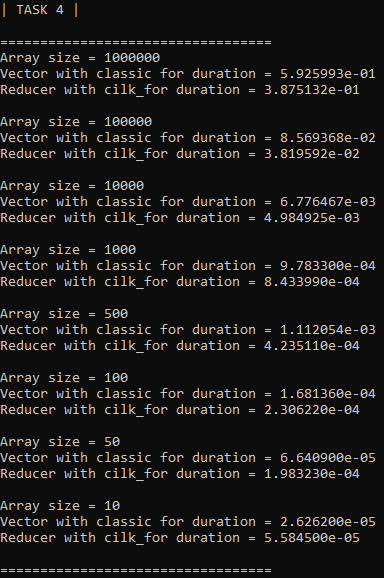 | TASK 4 |
==================================
Array size = 1000000
Vector with classic for duration = 5.925993e-01
Reducer with cilk_for duration = 3.875132e-01
Array size = 100000
Vector with classic for duration = 8.569368e-02
Reducer with cilk_for duration = 3.819592e-02
Array size = 10000
Vector with classic for duration = 6.776467e-03
Reducer with cilk_for duration = 4.984925e-03
Array size = 1000
Vector with classic for duration = 9.783300e-04
Reducer with cilk_for duration = 8.433990e-04
Array size = 500
Vector with classic for duration = 1.112054e-03
Reducer with cilk_for duration = 4.235110e-04
Array size = 100
Vector with classic for duration = 1.681360e-04
Reducer with cilk_for duration = 2.306220e-04
Array size = 50
Vector with classic for duration = 6.640900e-05
Reducer with cilk_for duration = 1.983230e-04
Array size = 10
Vector with classic for duration = 2.626200e-05
Reducer with cilk_for duration = 5.584500e-05
==================================